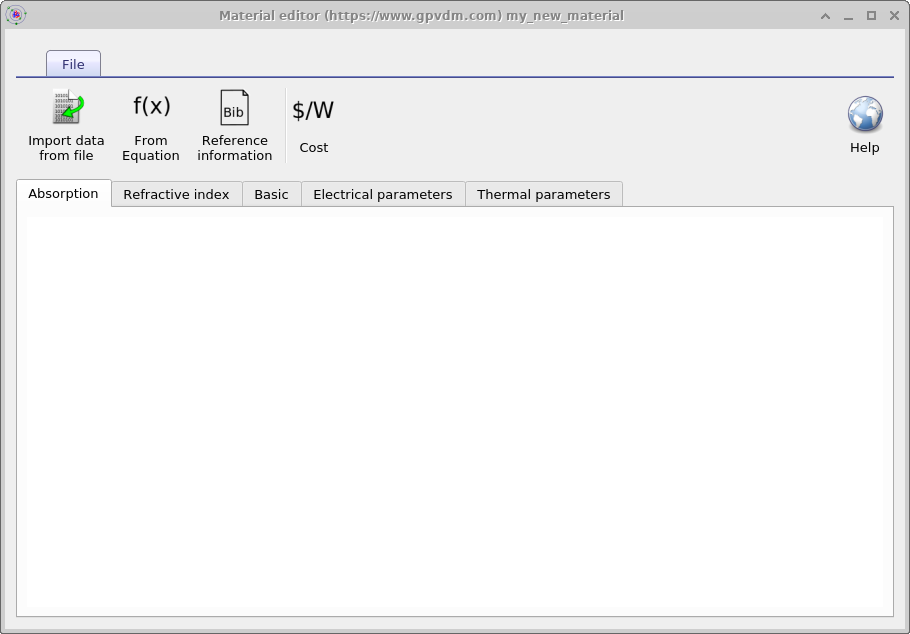 Material editor (https://www.gpvdm.com) my_new_material
File
f(x)
Bib
$/W
Import data
from file
From
Equation
Reference
information
Cost
Help
Absorption
Refractive index
Basic
Electrical parameters
Thermal parameters